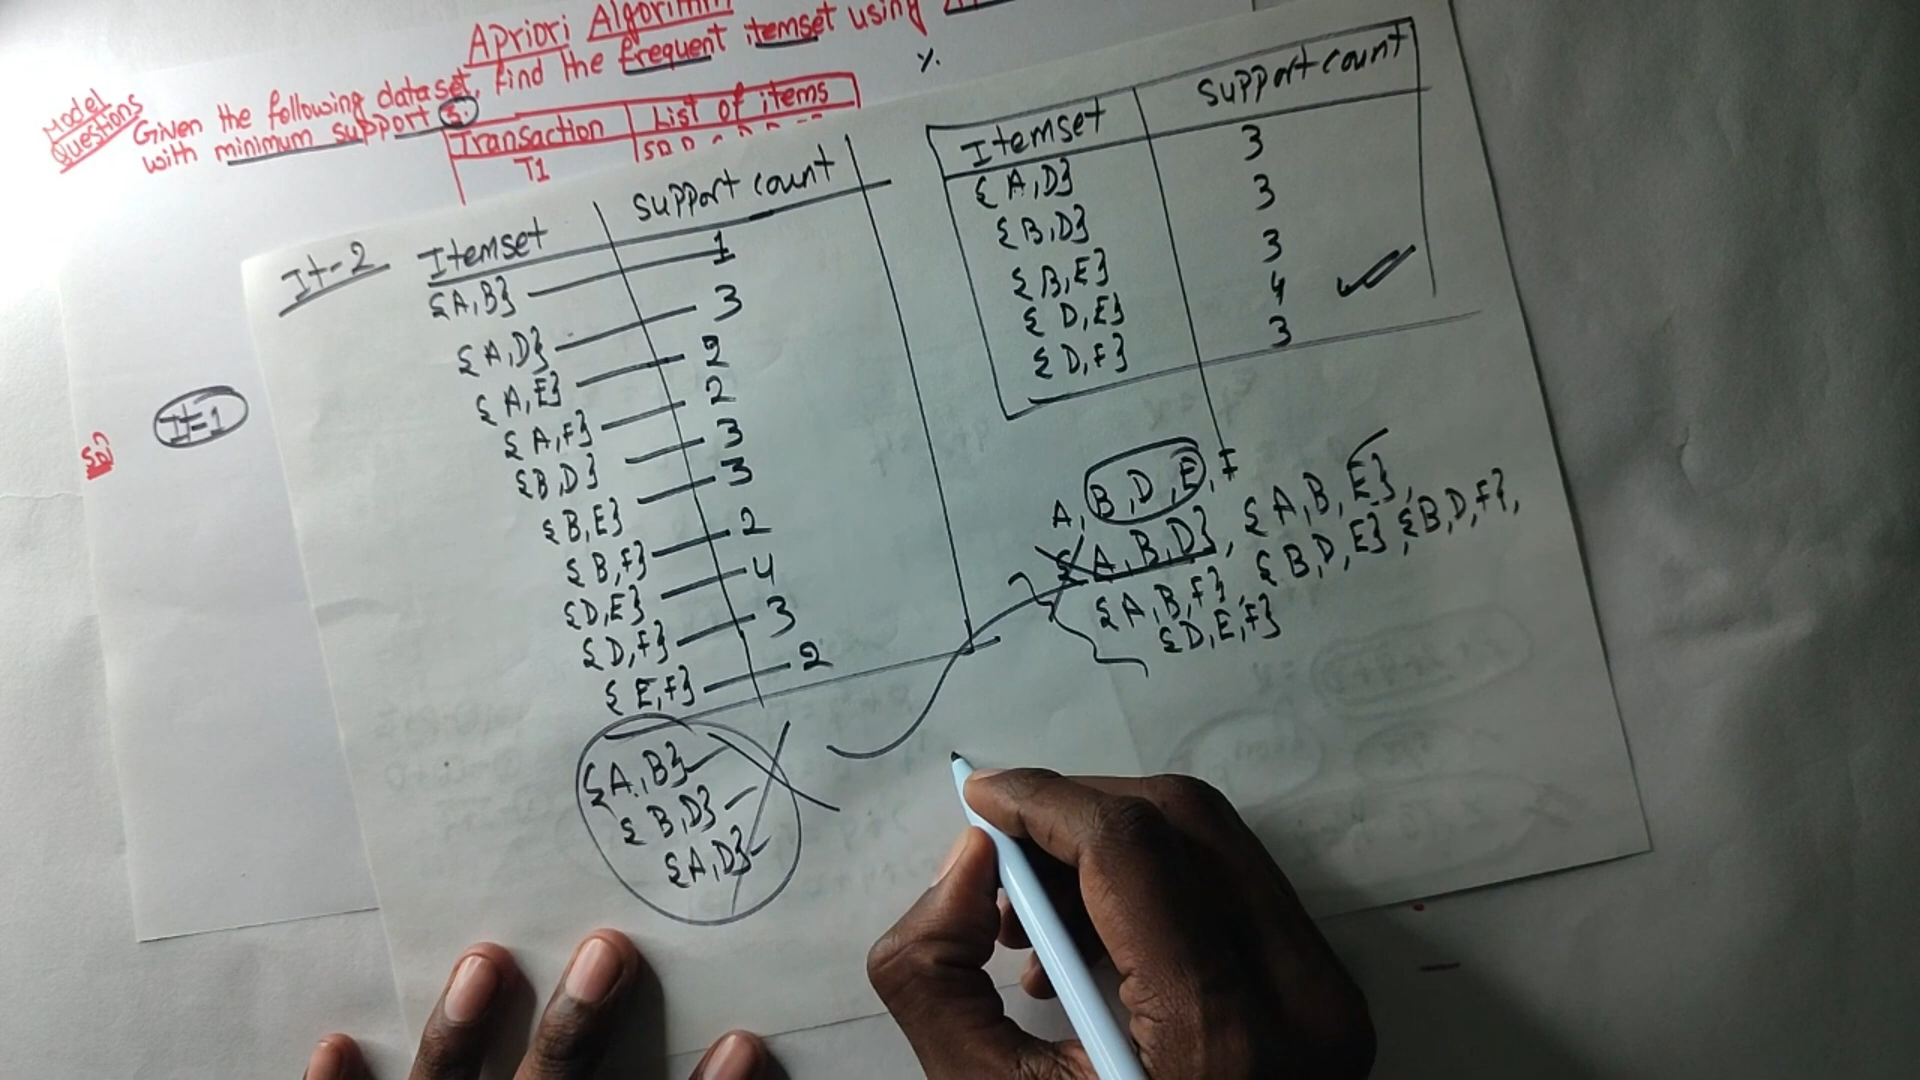 Apriori Algorithm
Model Questions
Given the following dataset, find the frequent itemset using
with minimum support 3.
Transaction List of items
T1
It-1
It-2
Itemset support count
{A,B} 1
{A,D} 3
{A,E} 2
{A,F} 2
{B,D} 3
{B,E} 3
{B,F} 2
{D,E} 4
{D,F} 3
{E,F} 2
{A,B}
{B,D}
{A,D}
Itemset Support count
{A,D} 3
{B,D} 3
{B,E} 3
{D,E} 4
{D,F} 3
A, B, D, E, F
{A,B,D}, {A,B,E},
{A,B,F}, {B,D,E}, {B,D,F},
{D,E,F}